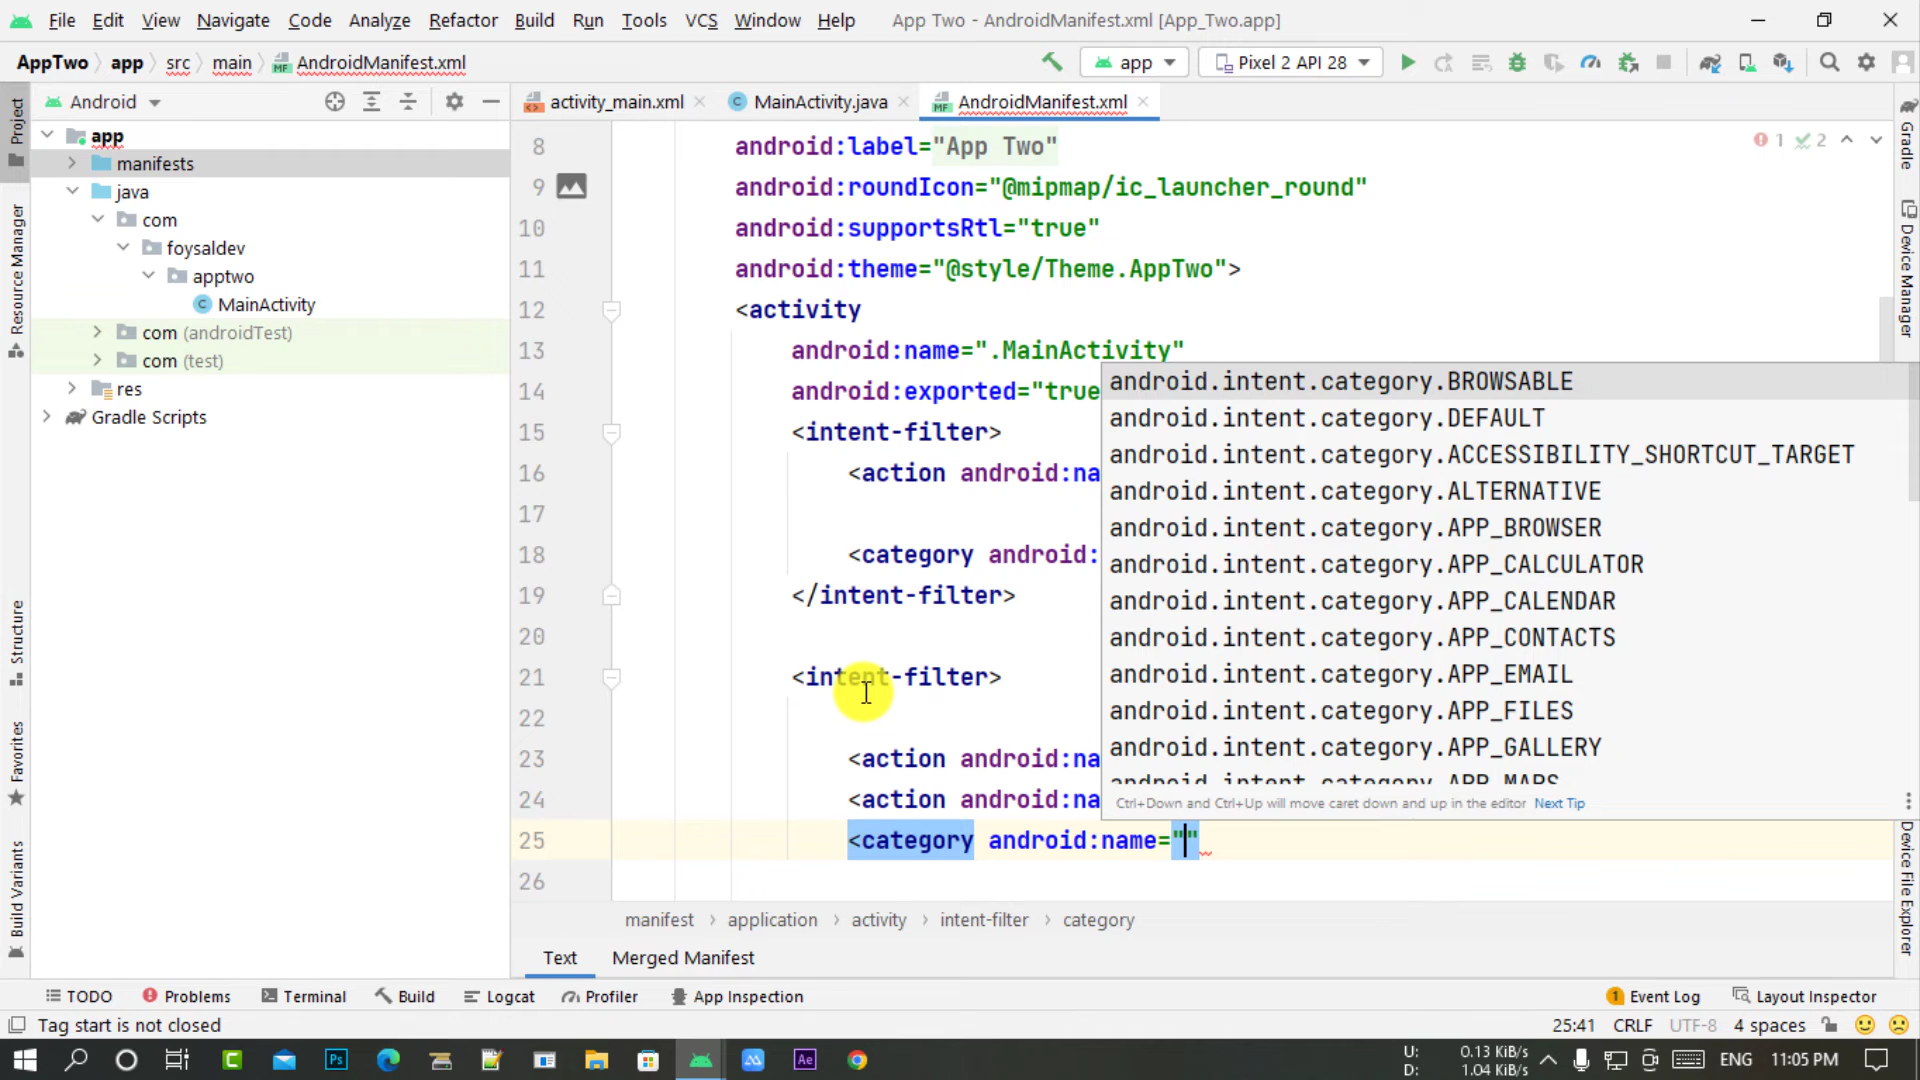 File Edit View Navigate Code Analyze Refactor Build Run Tools VCS Window Help App Two - AndroidManifest.xml [App_Two.app]
AppTwo app src main AndroidManifest.xml app Pixel 2 API 28
Android activity_main.xml MainActivity.java AndroidManifest.xml
Project
Resource Manager
Structure
Favorites
Build Variants
app
manifests
java
com
foysaldev
apptwo
MainActivity
com (androidTest)
com (test)
res
Gradle Scripts
8 android:label="App Two"
9 android:roundIcon="@mipmap/ic_launcher_round"
10 android:supportsRtl="true"
11 android:theme="@style/Theme.AppTwo">
12 <activity
13 android:name=".MainActivity"
14 android:exported="true
15 <intent-filter>
16 <action android:na
17
18 <category android:
19 </intent-filter>
20
21 <intent-filter>
22
23 <action android:na
24 <action android:na
25 <category android:name=""
26
1 2
android.intent.category.BROWSABLE
android.intent.category.DEFAULT
android.intent.category.ACCESSIBILITY_SHORTCUT_TARGET
android.intent.category.ALTERNATIVE
android.intent.category.APP_BROWSER
android.intent.category.APP_CALCULATOR
android.intent.category.APP_CALENDAR
android.intent.category.APP_CONTACTS
android.intent.category.APP_EMAIL
android.intent.category.APP_FILES
android.intent.category.APP_GALLERY
android.intent.category.APP_MAPS
Ctrl+Down and Ctrl+Up will move caret down and up in the editor Next Tip
Gradle
Device Manager
Device File Explorer
manifest application activity intent-filter category
Text Merged Manifest
TODO Problems Terminal Build Logcat Profiler App Inspection 1 Event Log Layout Inspector
Tag start is not closed 25:41 CRLF UTF-8 4 spaces
U: 0.13 KiB/s
D: 1.04 KiB/s
ENG 11:05 PM